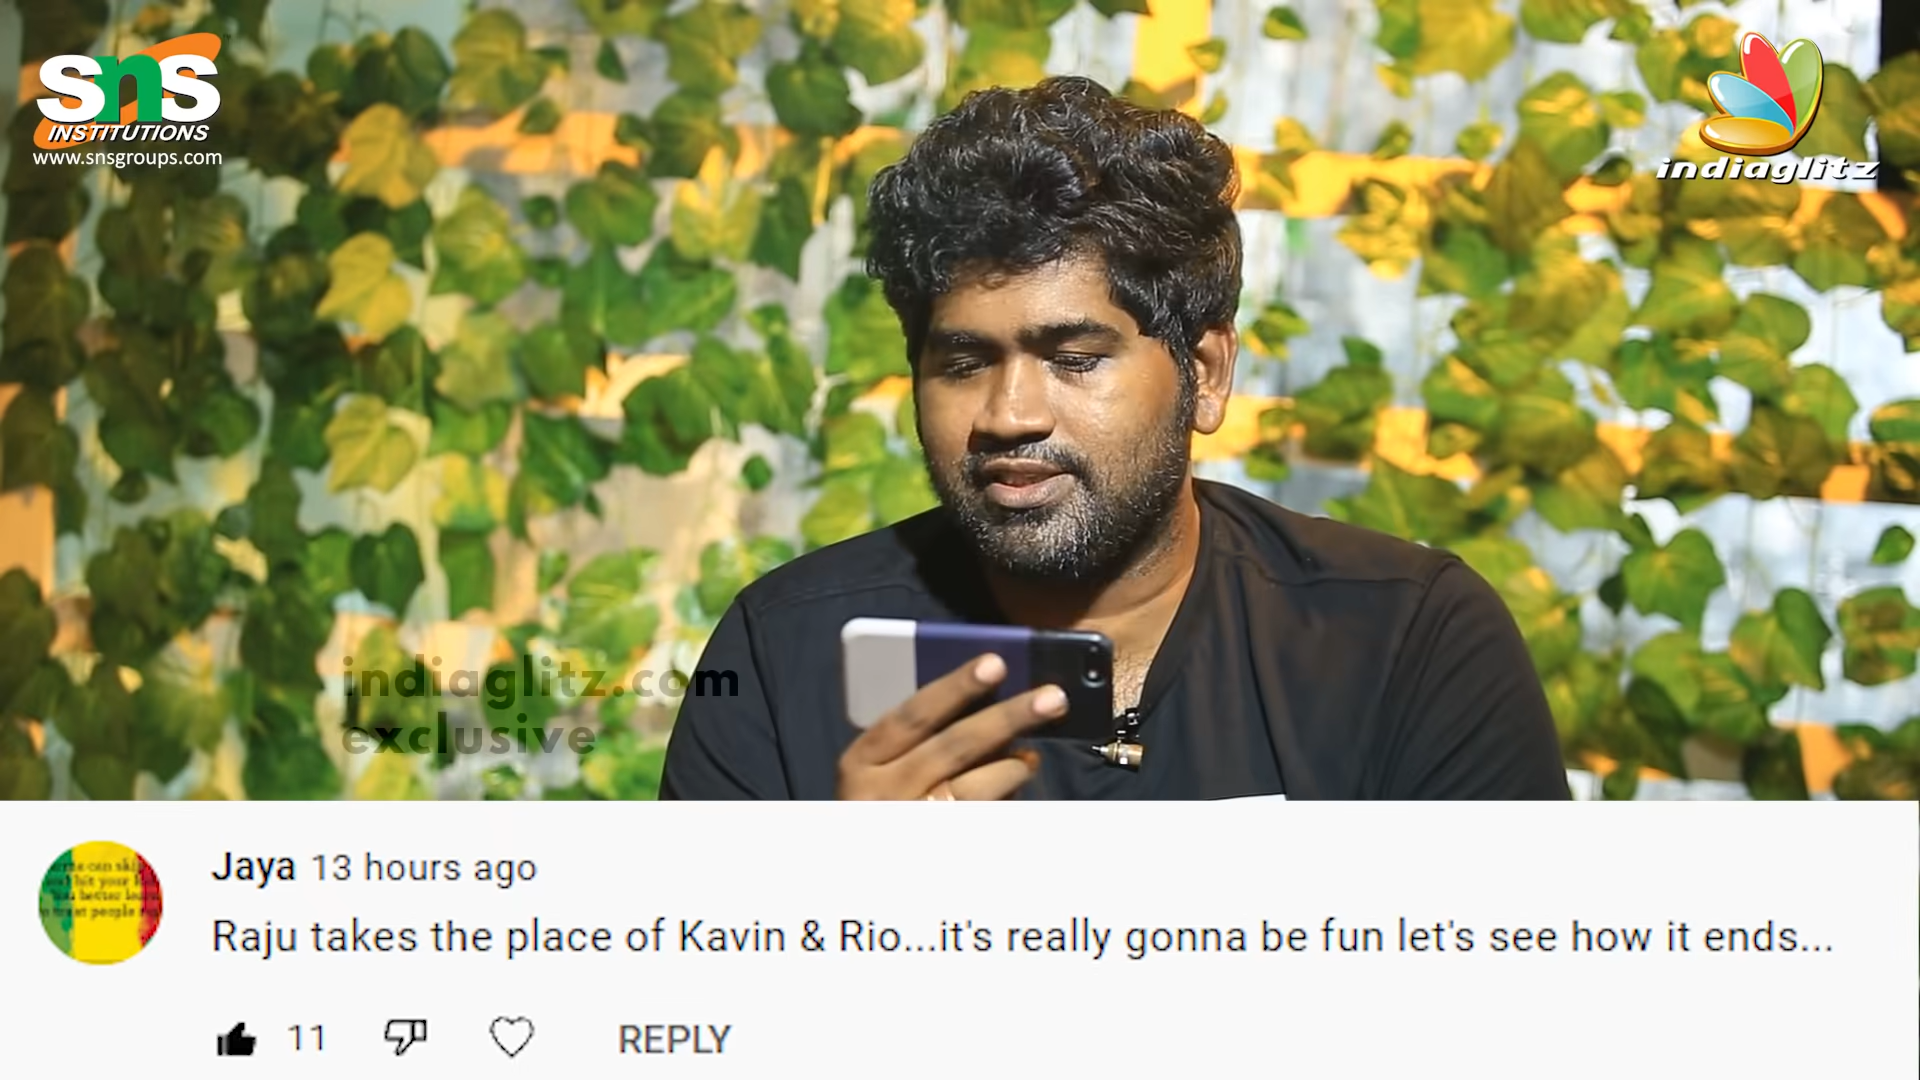 SNS
INSTITUTIONS
www.snsgroups.com
indiaglitz
indiaglitz.com
exclusive
Jaya 13 hours ago
Raju takes the place of Kavin & Rio...it's really gonna be fun let's see how it ends...
11 REPLY